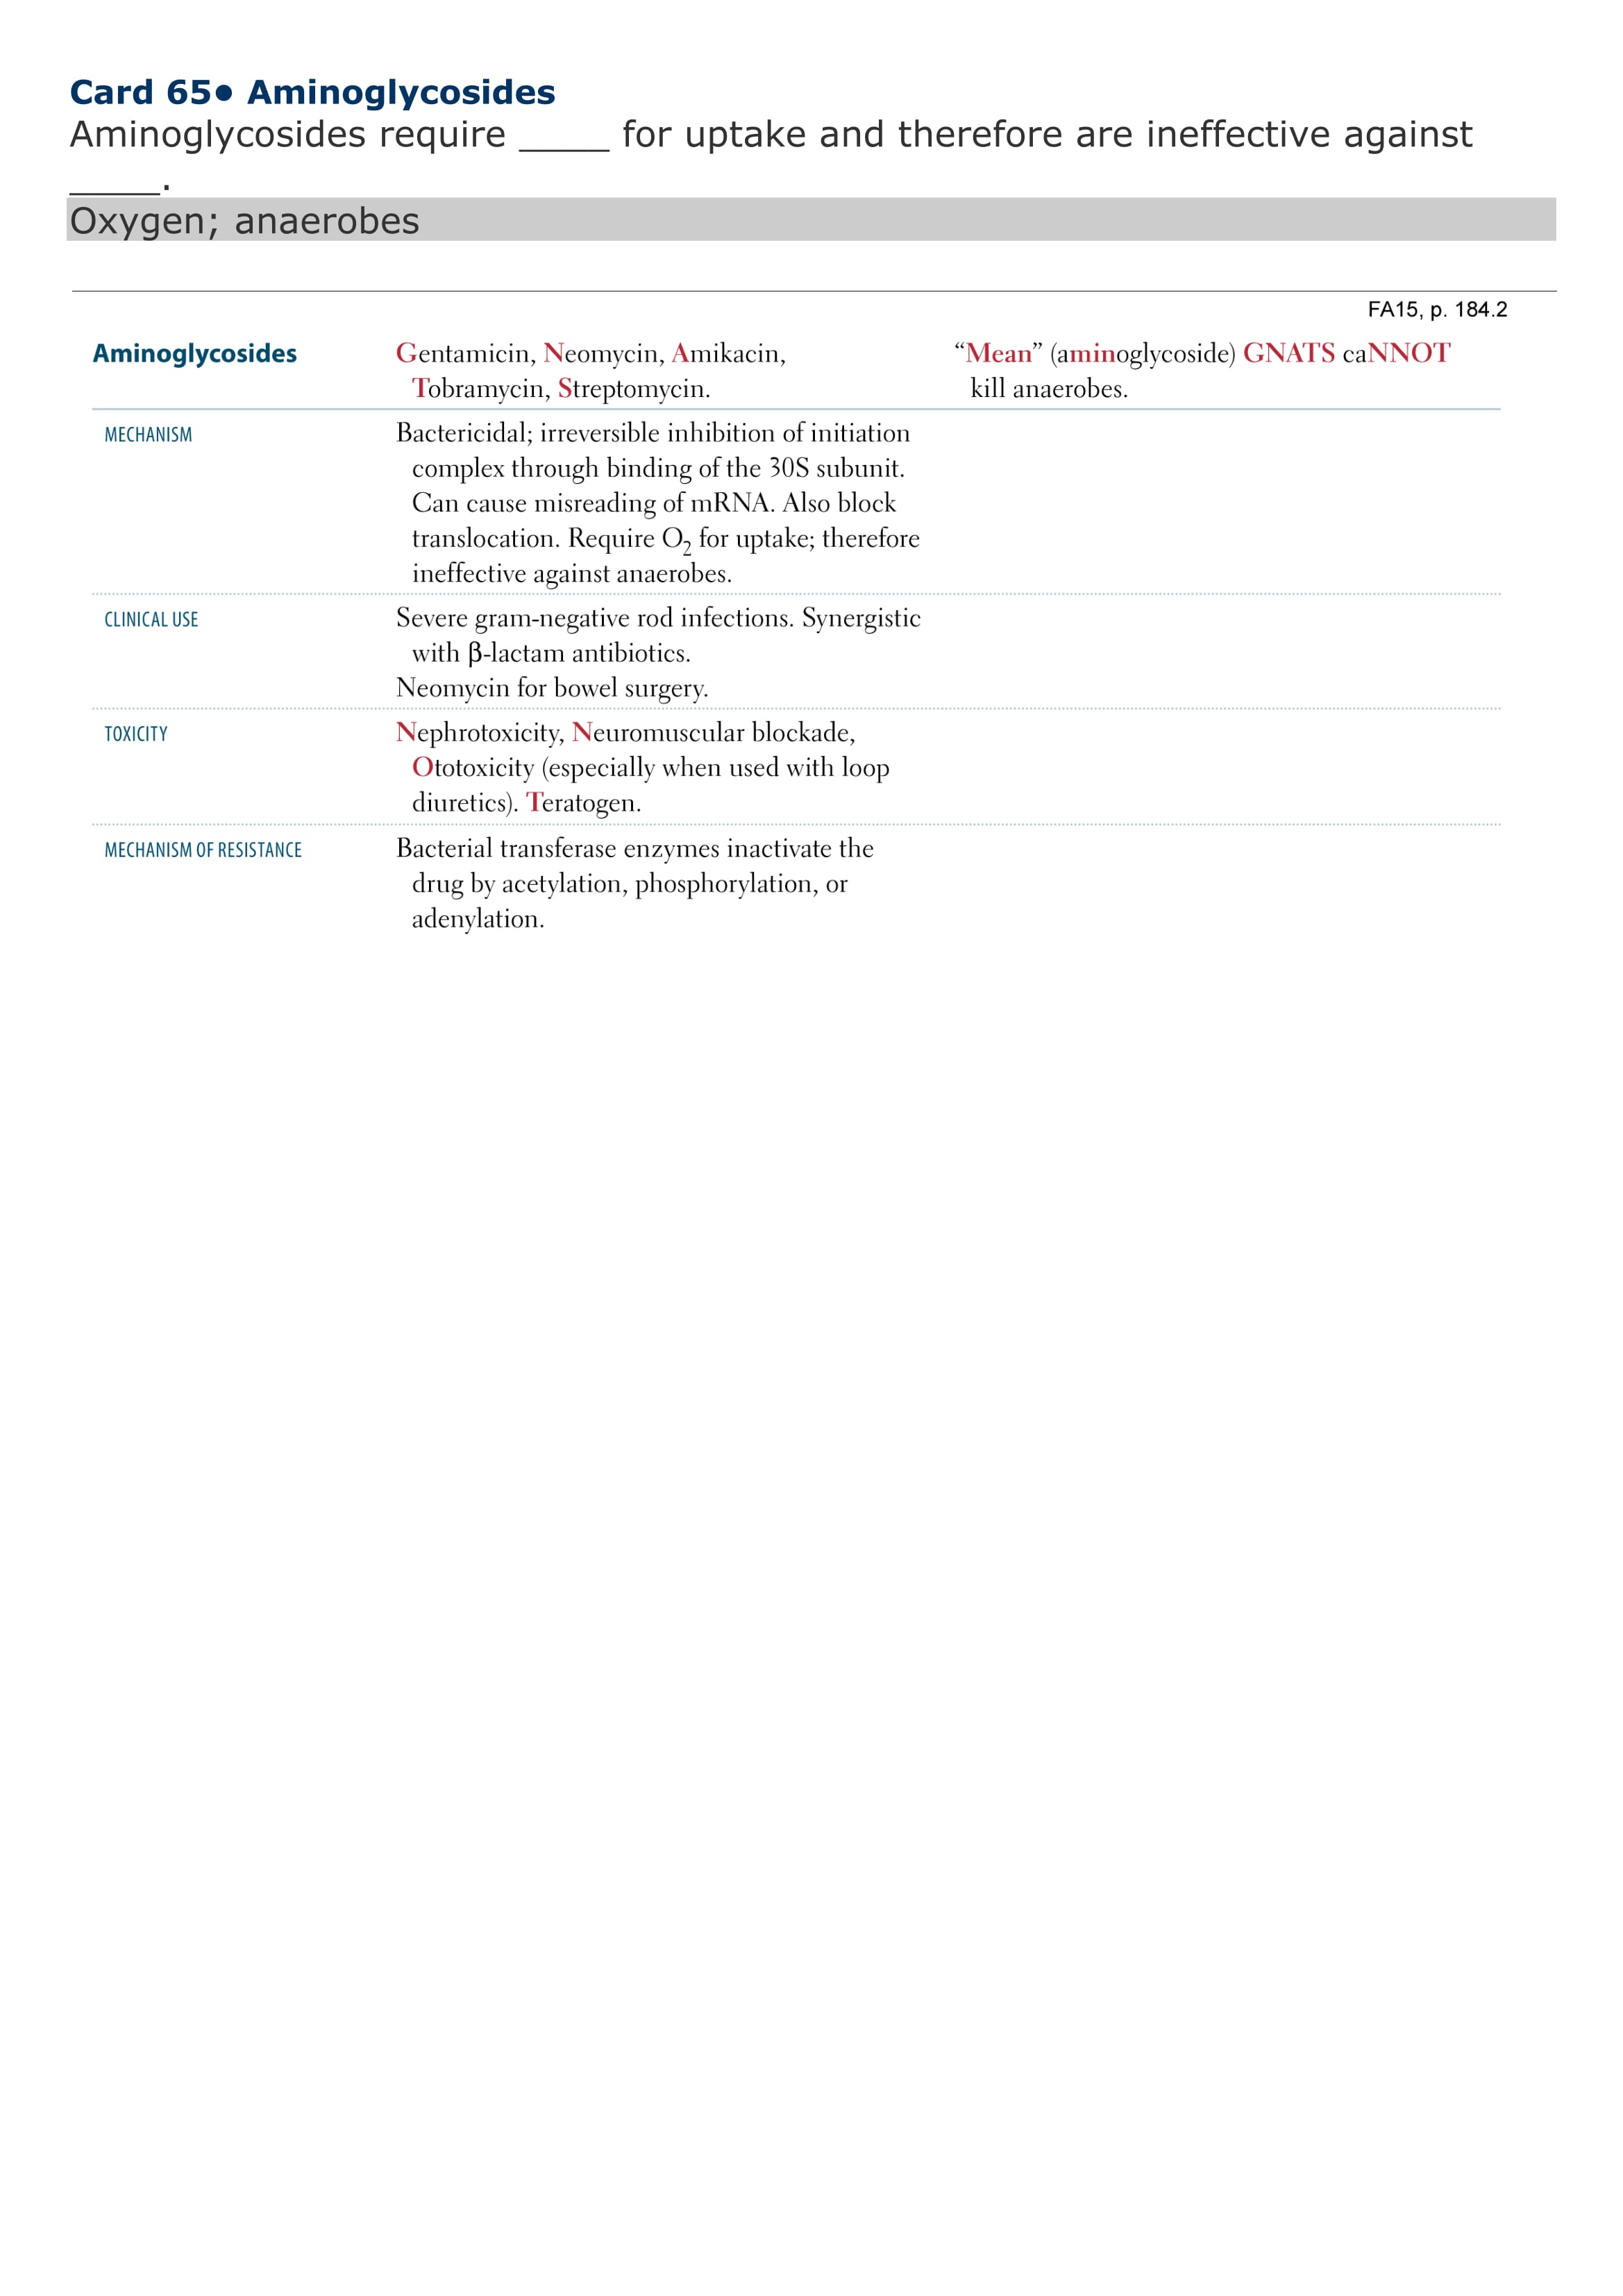 Card 65● Aminoglycosides
Aminoglycosides require _____ for uptake and therefore are ineffective against
_____.
Oxygen; anaerobes
FA15, p. 184.2
Aminoglycosides
Gentamicin, Neomycin, Amikacin,
Tobramycin, Streptomycin.
“Mean” (aminoglycoside) GNATS caNNOT
kill anaerobes.
MECHANISM
Bactericidal; irreversible inhibition of initiation
complex through binding of the 30S subunit.
Can cause misreading of mRNA. Also block
translocation. Require O₂ for uptake; therefore
ineffective against anaerobes.
CLINICAL USE
Severe gram-negative rod infections. Synergistic
with β-lactam antibiotics.
Neomycin for bowel surgery.
TOXICITY
Nephrotoxicity, Neuromuscular blockade,
Ototoxicity (especially when used with loop
diuretics). Teratogen.
MECHANISM OF RESISTANCE
Bacterial transferase enzymes inactivate the
drug by acetylation, phosphorylation, or
adenylation.